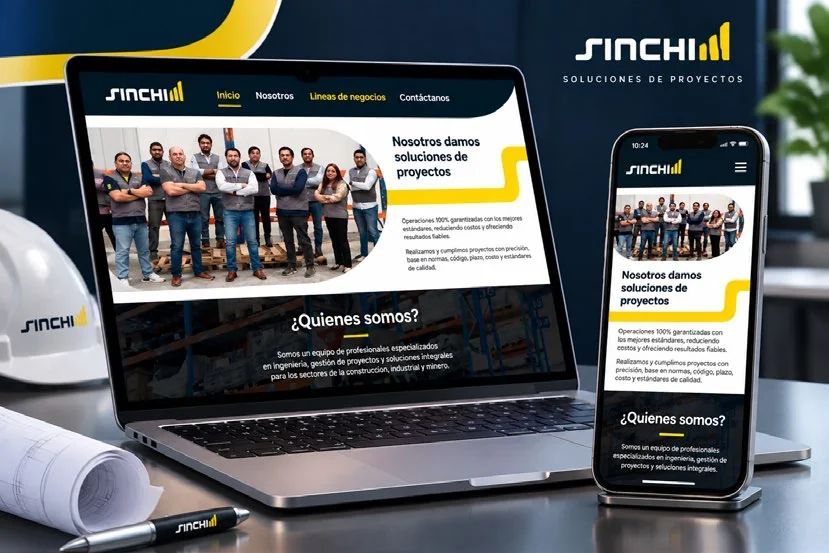 SINCHI
SOLUCIONES DE PROYECTOS
SINCHI
Inicio
Nosotros
Lineas de negocios
Contáctanos
Nosotros damos
soluciones de
proyectos
Operaciones 100% garantizadas con los mejores
estándares, reduciendo costos y ofreciendo
resultados fiables.
Realizamos y cumplimos proyectos con precisión,
base en normas, código, plazo, costo y estándares
de calidad.
¿Quienes somos?
Somos un equipo de profesionales especializados
en ingeniería, gestión de proyectos y soluciones integrales
para los sectores de la construccion, industrial y minero.
10:24
SINCHI
Nosotros damos
soluciones de
proyectos
Operaciones 100% garantizadas con
los mejores estándares, reduciendo
costos y ofreciendo resultados fiables.
Realizamos y cumplimos proyectos con
precisión, base en normas, código, plazo,
costo y estándares de calidad.
¿Quienes somos?
Somos un equipo de profesionales
especializados en ingeniería, gestión de
proyectos y soluciones integrales.
SINCHI
SINCHI